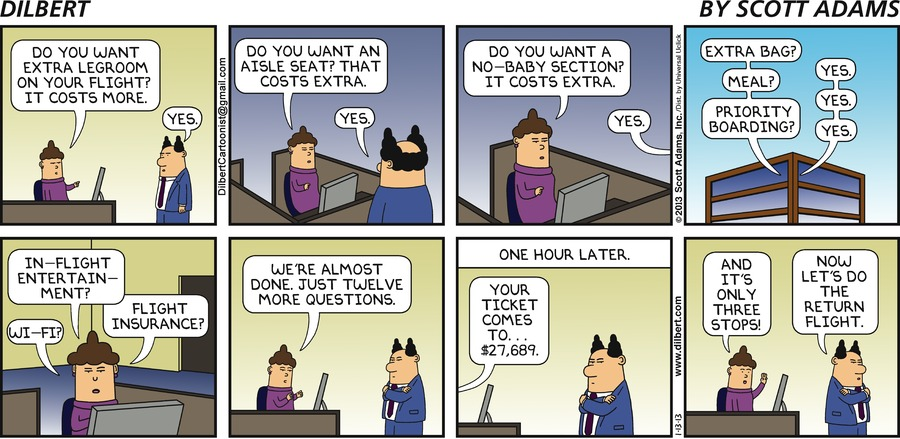 DILBERT
BY SCOTT ADAMS
DO YOU WANT
EXTRA LEGROOM
ON YOUR FLIGHT?
IT COSTS MORE.
YES.
DilbertCartoonist@gmail.com
DO YOU WANT AN
AISLE SEAT? THAT
COSTS EXTRA.
YES.
DO YOU WANT A
NO-BABY SECTION?
IT COSTS EXTRA.
YES.
©2013 Scott Adams, Inc. /Dist. by Universal Uclick
EXTRA BAG?
YES.
MEAL?
YES.
PRIORITY
BOARDING?
YES.
IN-FLIGHT
ENTERTAIN-
MENT?
WI-FI?
FLIGHT
INSURANCE?
WE'RE ALMOST
DONE. JUST TWELVE
MORE QUESTIONS.
ONE HOUR LATER.
YOUR
TICKET
COMES
TO...
$27,689.
www.dilbert.com
1-13-13
AND
IT'S
ONLY
THREE
STOPS!
NOW
LET'S DO
THE
RETURN
FLIGHT.